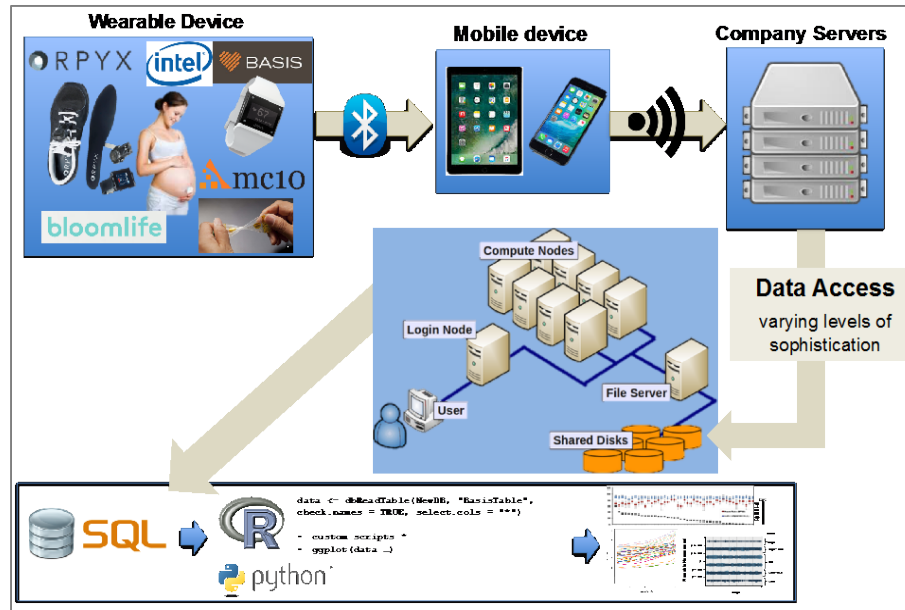 Wearable Device
Mobile device
Company Servers
ORPYX
intel
BASIS
mc10
bloomlife
Data Access
varying levels of
sophistication
Compute Nodes
Login Node
File Server
User
Shared Disks
SQL
R
data <- dbReadTable(NewDB, "BasisTable",
check.names = TRUE, select.cols = "*")
- custom scripts *
- ggplot(data …)
python